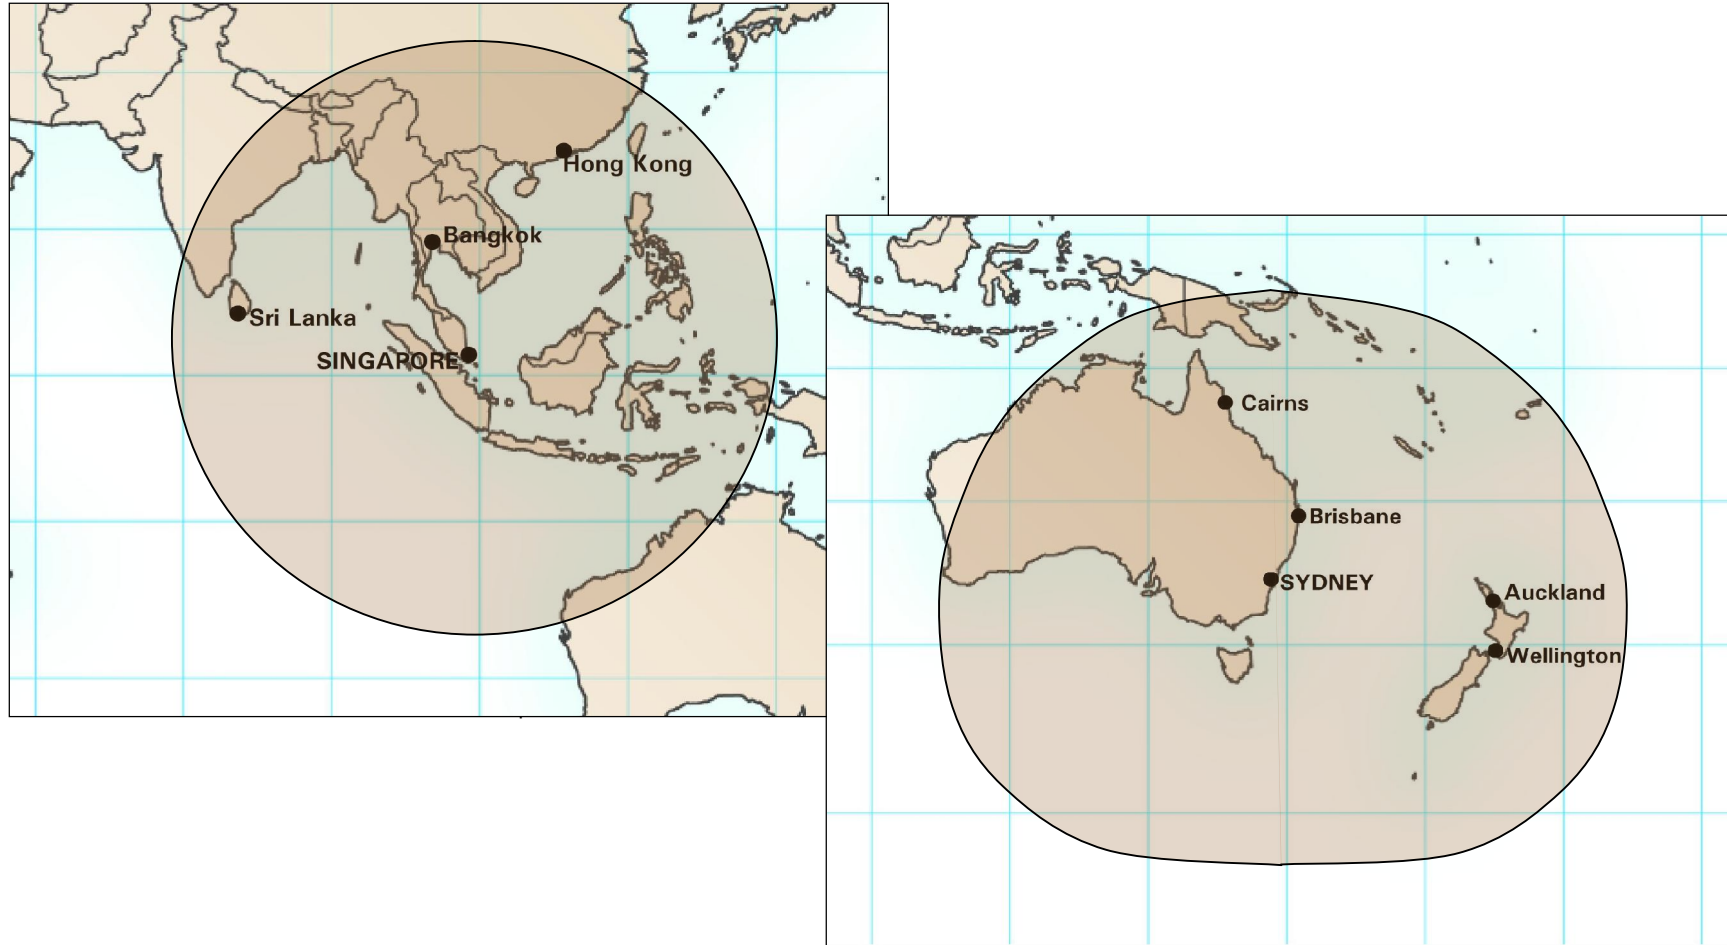 Hong Kong
Bangkok
Sri Lanka
SINGAPORE
Cairns
Brisbane
SYDNEY
Auckland
Wellington